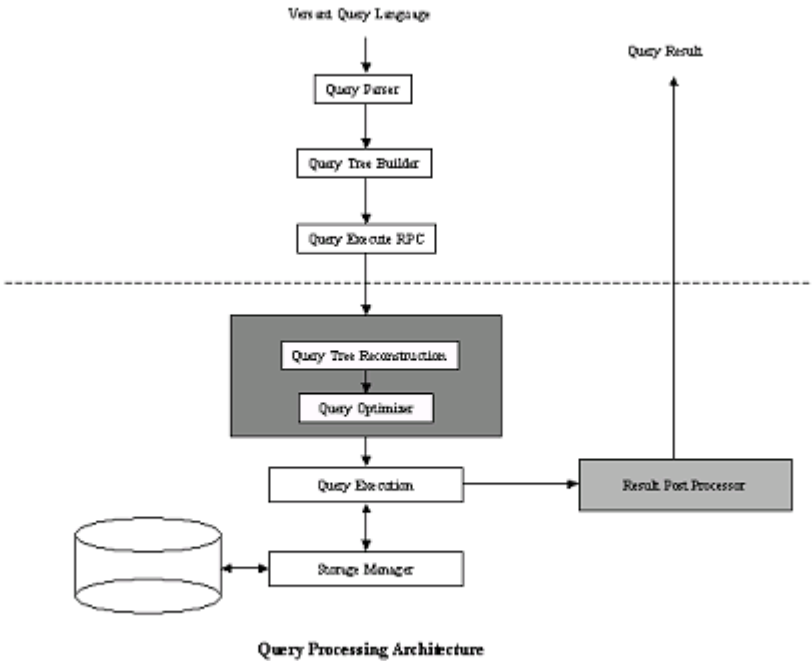 Versant Query Language
Query Result
Query Parser
Query Tree Builder
Query Execute RPC
Query Tree Reconstruction
Query Optimizer
Query Execution
Result Post Processor
Storage Manager
Query Processing Architecture